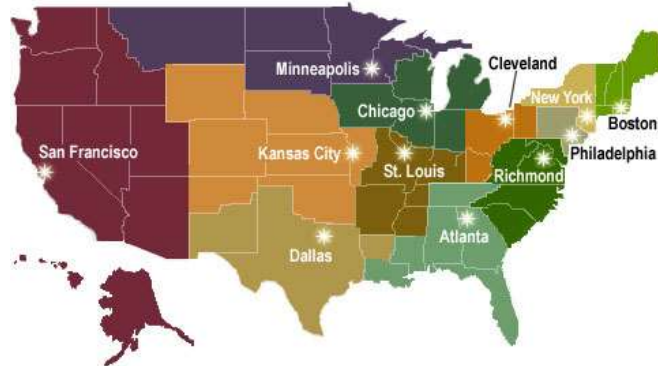 Minneapolis
Cleveland
New York
Chicago
Boston
San Francisco
Kansas City
Philadelphia
St. Louis
Richmond
Atlanta
Dallas